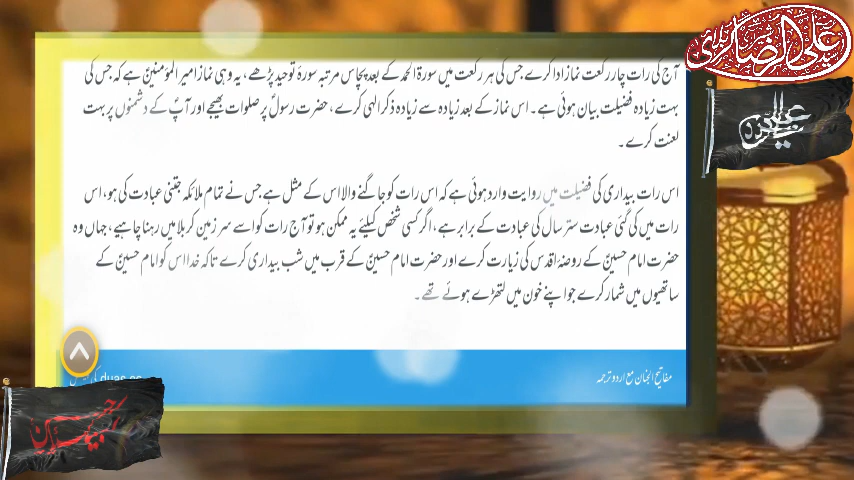 آج کی رات چار رکعت نماز ادا کرے جس کی ہر رکعت میں سورۃ الحمد کے بعد پچاس مرتبہ سورۂ توحید پڑھے، یہ وہی نماز امیر المؤمنینؑ ہے کہ جس کی
بہت زیادہ فضیلت بیان ہوئی ہے۔ اس نماز کے بعد زیادہ سے زیادہ ذکر الہی کرے، حضرت رسولؐ پر صلوات بھیجے اور آپؐ کے دشمنوں پر بہت
لعنت کرے۔
اس رات بیداری کی فضیلت میں روایت وارد ہوئی ہے کہ اس رات کو جاگنے والا اس کے مثل ہے جس نے تمام ملائکہ جتنی عبادت کی ہو، اس
رات میں کی گئی عبادت ستر سال کی عبادت کے برابر ہے، اگر کسی شخص کیلئے یہ ممکن ہو تو آج رات کو اسے سرزمین کربلا میں رہنا چاہیے، جہاں وہ
حضرت امام حسینؑ کے روضۂ اقدس کی زیارت کرے اور حضرت امام حسینؑ کے قرب میں شب بیداری کرے تاکہ خدا اس کو امام حسینؑ کے
ساتھیوں میں شمار کرے جو اپنے خون میں لتھڑے ہوئے تھے۔
مفاتیح الجنان مع اردو ترجمہ
duas.co